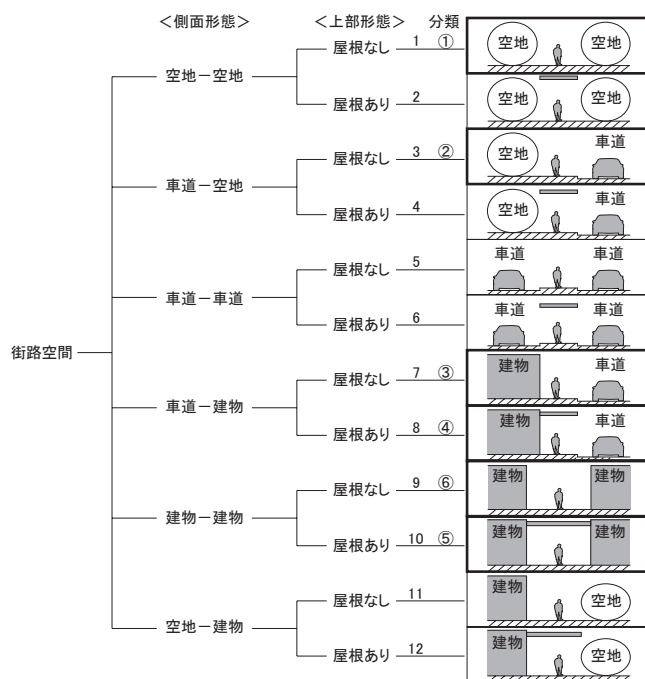 ＜側面形態＞ ＜上部形態＞ 分類
屋根なし 1 ① 空地 空地
空地－空地
屋根あり 2 空地 空地
屋根なし 3 ② 空地 車道
車道－空地
屋根あり 4 空地 車道
屋根なし 5 車道 車道
車道－車道
屋根あり 6 車道 車道
街路空間
屋根なし 7 ③ 建物 車道
車道－建物
屋根あり 8 ④ 建物 車道
屋根なし 9 ⑥ 建物 建物
建物－建物
屋根あり 10 ⑤ 建物 建物
屋根なし 11 建物 空地
空地－建物
屋根あり 12 建物 空地